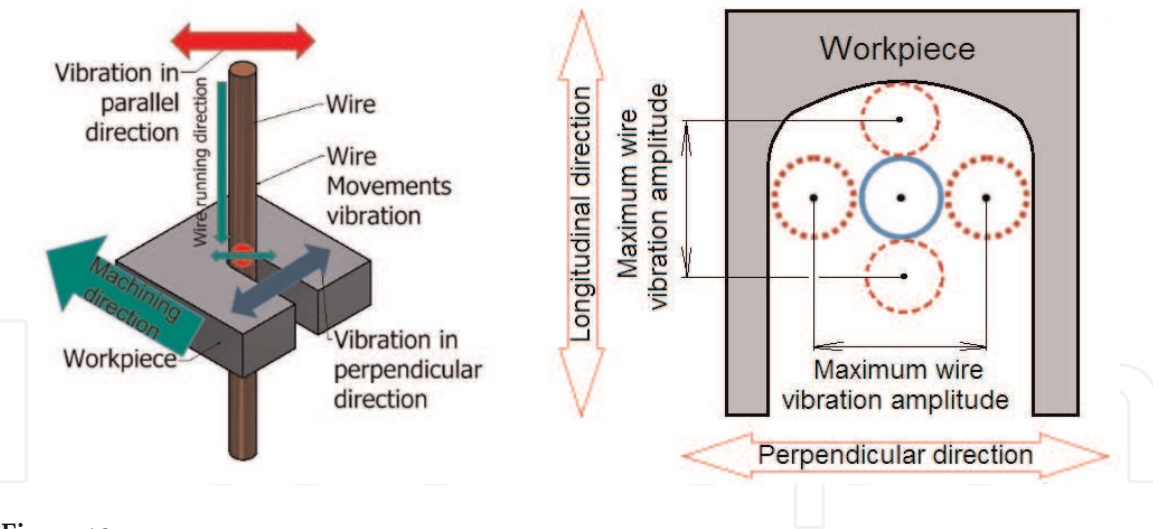 Vibration in
parallel
direction
Wire running direction
Wire
Wire
Movements
vibration
Machining
direction
Workpiece
Vibration in
perpendicular
direction
Longitudinal direction
Maximum wire
vibration amplitude
Workpiece
Maximum wire
vibration amplitude
Perpendicular direction